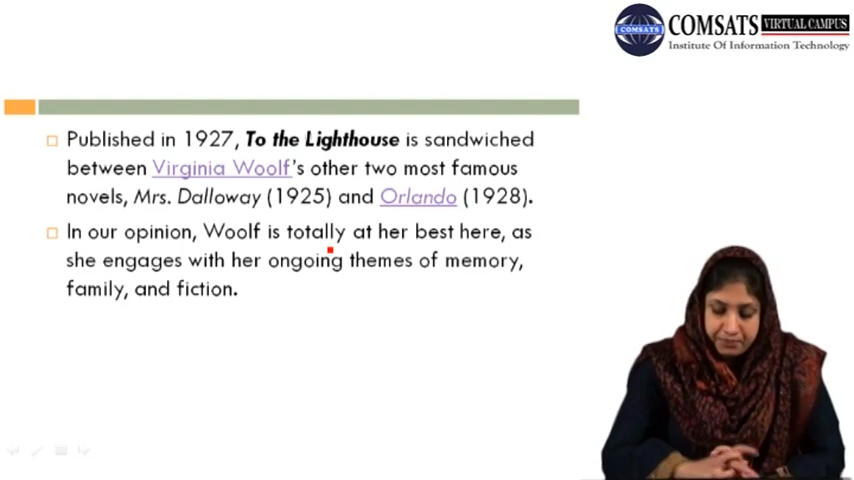 COMSATS
COMSATS VIRTUAL CAMPUS
Institute Of Information Technology
Published in 1927, To the Lighthouse is sandwiched
between Virginia Woolf's other two most famous
novels, Mrs. Dalloway (1925) and Orlando (1928).
In our opinion, Woolf is totally at her best here, as
she engages with her ongoing themes of memory,
family, and fiction.